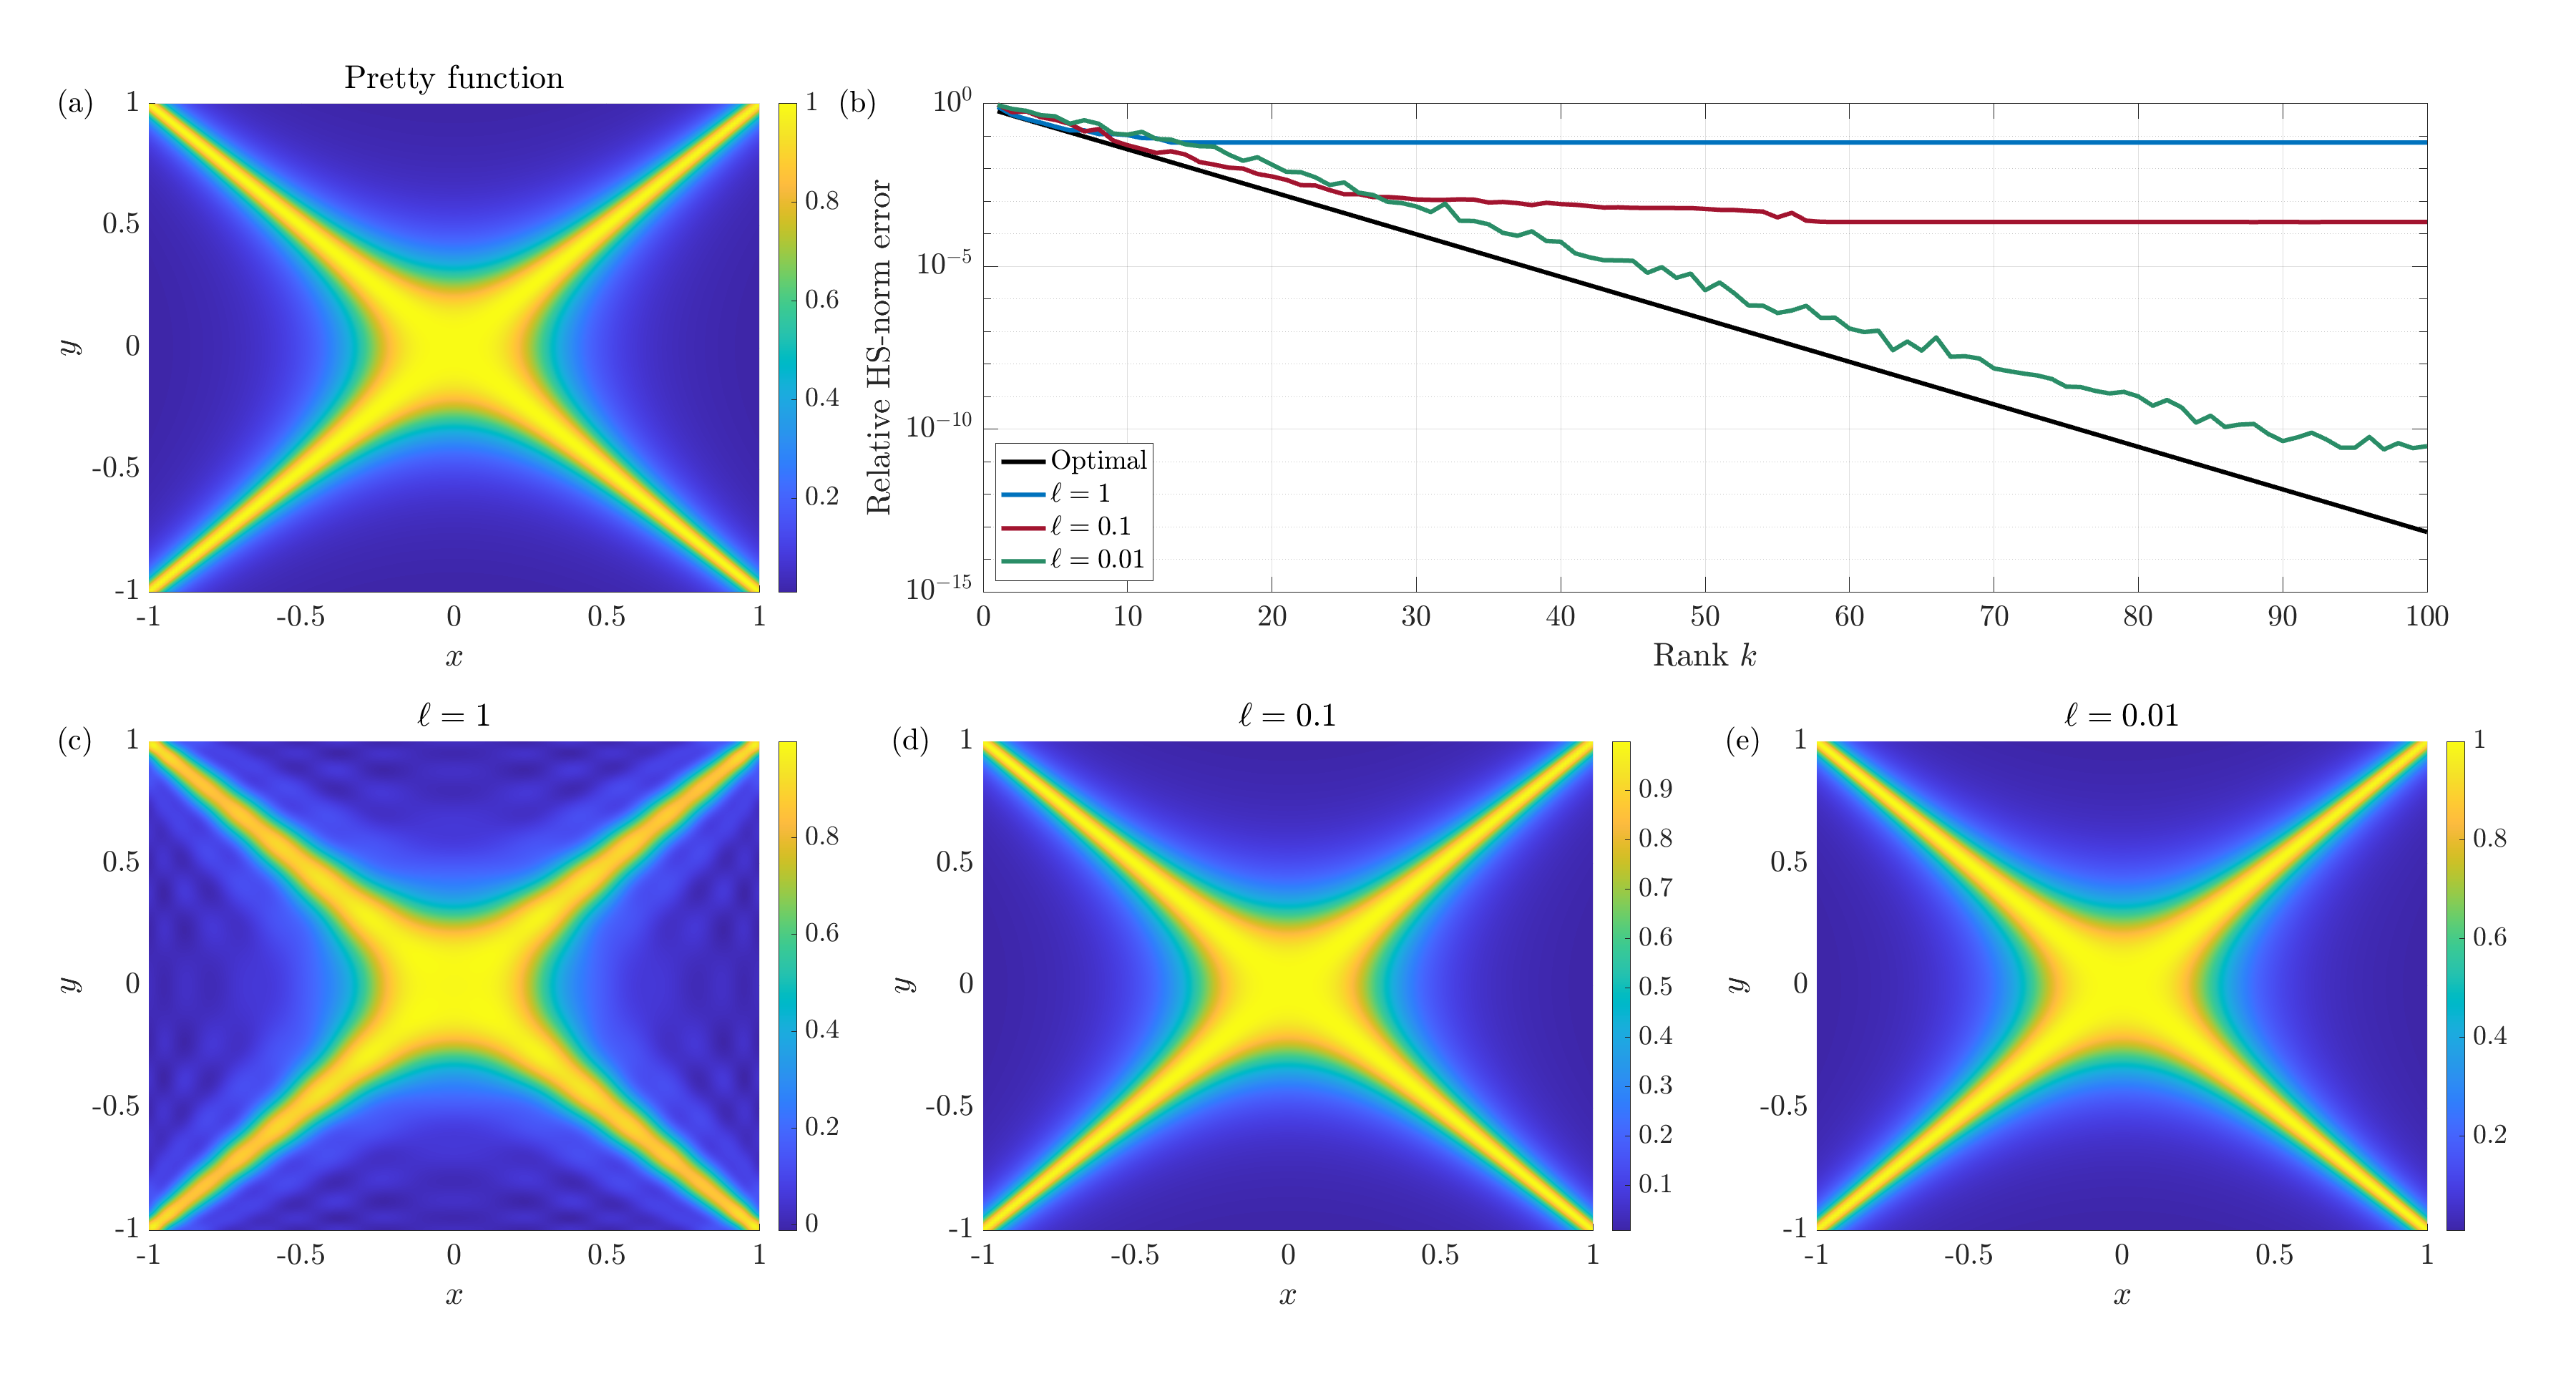 (a)
Pretty function
1
0.5
0
-0.5
-1
y
-1 -0.5 0 0.5 1
x
1
0.8
0.6
0.4
0.2
(b)
Relative HS-norm error
10^0
10^{-5}
10^{-10}
10^{-15}
Optimal
ℓ = 1
ℓ = 0.1
ℓ = 0.01
0 10 20 30 40 50 60 70 80 90 100
Rank k
(c)
ℓ = 1
1
0.5
0
-0.5
-1
y
-1 -0.5 0 0.5 1
x
0.8
0.6
0.4
0.2
0
(d)
ℓ = 0.1
1
0.5
0
-0.5
-1
y
-1 -0.5 0 0.5 1
x
0.9
0.8
0.7
0.6
0.5
0.4
0.3
0.2
0.1
(e)
ℓ = 0.01
1
0.5
0
-0.5
-1
y
-1 -0.5 0 0.5 1
x
1
0.8
0.6
0.4
0.2